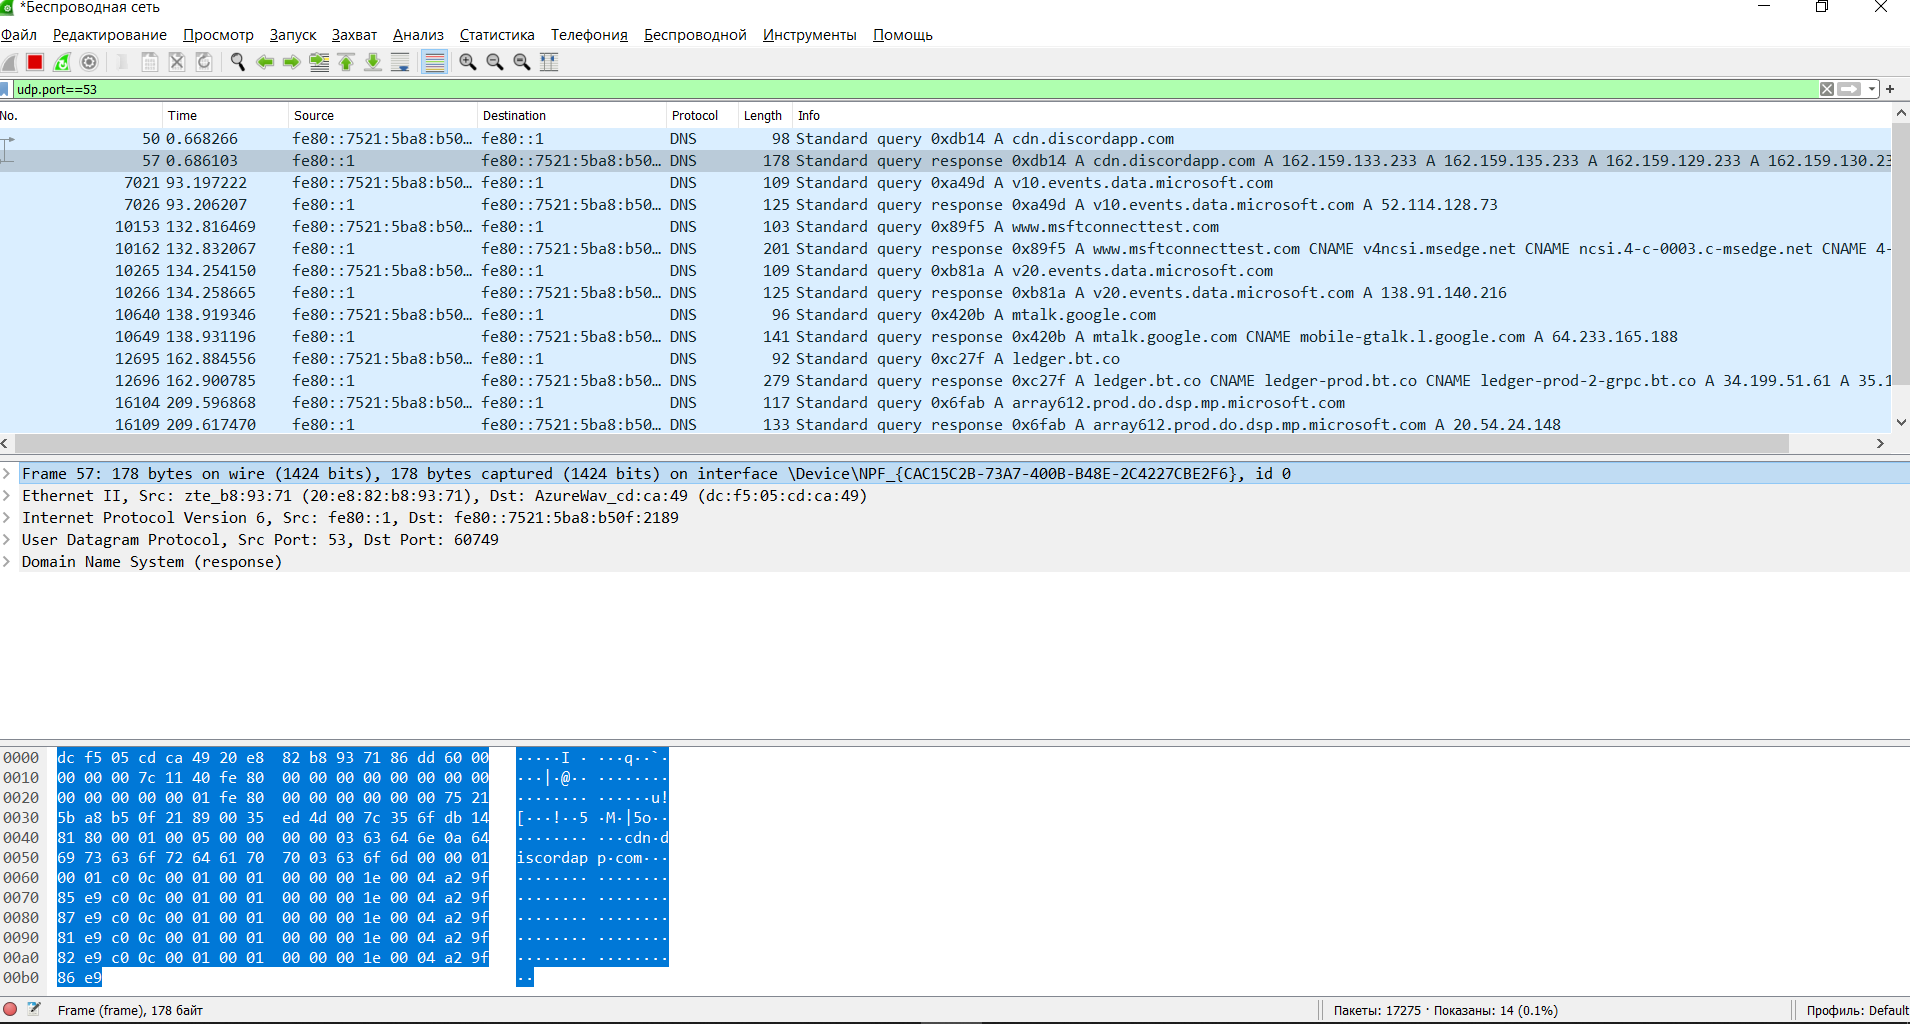 *Беспроводная сеть
Файл Редактирование Просмотр Запуск Захват Анализ Статистика Телефония Беспроводной Инструменты Помощь
udp.port==53
No. Time Source Destination Protocol Length Info
50 0.668266 fe80::7521:5ba8:b50… fe80::1 DNS 98 Standard query 0xdb14 A cdn.discordapp.com
57 0.686103 fe80::1 fe80::7521:5ba8:b50… DNS 178 Standard query response 0xdb14 A cdn.discordapp.com A 162.159.133.233 A 162.159.135.233 A 162.159.129.233 A 162.159.130.23
7021 93.197222 fe80::7521:5ba8:b50… fe80::1 DNS 109 Standard query 0xa49d A v10.events.data.microsoft.com
7026 93.206207 fe80::1 fe80::7521:5ba8:b50… DNS 125 Standard query response 0xa49d A v10.events.data.microsoft.com A 52.114.128.73
10153 132.816469 fe80::7521:5ba8:b50… fe80::1 DNS 103 Standard query 0x89f5 A www.msftconnecttest.com
10162 132.832067 fe80::1 fe80::7521:5ba8:b50… DNS 201 Standard query response 0x89f5 A www.msftconnecttest.com CNAME v4ncsi.msedge.net CNAME ncsi.4-c-0003.c-msedge.net CNAME 4-
10265 134.254150 fe80::7521:5ba8:b50… fe80::1 DNS 109 Standard query 0xb81a A v20.events.data.microsoft.com
10266 134.258665 fe80::1 fe80::7521:5ba8:b50… DNS 125 Standard query response 0xb81a A v20.events.data.microsoft.com A 138.91.140.216
10640 138.919346 fe80::7521:5ba8:b50… fe80::1 DNS 96 Standard query 0x420b A mtalk.google.com
10649 138.931196 fe80::1 fe80::7521:5ba8:b50… DNS 141 Standard query response 0x420b A mtalk.google.com CNAME mobile-gtalk.l.google.com A 64.233.165.188
12695 162.884556 fe80::7521:5ba8:b50… fe80::1 DNS 92 Standard query 0xc27f A ledger.bt.co
12696 162.900785 fe80::1 fe80::7521:5ba8:b50… DNS 279 Standard query response 0xc27f A ledger.bt.co CNAME ledger-prod.bt.co CNAME ledger-prod-2-grpc.bt.co A 34.199.51.61 A 35.1
16104 209.596868 fe80::7521:5ba8:b50… fe80::1 DNS 117 Standard query 0x6fab A array612.prod.do.dsp.mp.microsoft.com
16109 209.617470 fe80::1 fe80::7521:5ba8:b50… DNS 133 Standard query response 0x6fab A array612.prod.do.dsp.mp.microsoft.com A 20.54.24.148
Frame 57: 178 bytes on wire (1424 bits), 178 bytes captured (1424 bits) on interface \Device\NPF_{CAC15C2B-73A7-400B-B48E-2C4227CBE2F6}, id 0
Ethernet II, Src: zte_b8:93:71 (20:e8:82:b8:93:71), Dst: AzureWav_cd:ca:49 (dc:f5:05:cd:ca:49)
Internet Protocol Version 6, Src: fe80::1, Dst: fe80::7521:5ba8:b50f:2189
User Datagram Protocol, Src Port: 53, Dst Port: 60749
Domain Name System (response)
0000 dc f5 05 cd ca 49 20 e8 82 b8 93 71 86 dd 60 00 ·····I · ···q··`·
0010 00 00 00 7c 11 40 fe 80 00 00 00 00 00 00 00 00 ···|·@·· ········
0020 00 00 00 00 00 01 fe 80 00 00 00 00 00 00 75 21 ········ ······u!
0030 5b a8 b5 0f 21 89 00 35 ed 4d 00 7c 35 6f db 14 [···!··5 ·M·|5o··
0040 81 80 00 01 00 05 00 00 00 00 03 63 64 6e 0a 64 ········ ···cdn·d
0050 69 73 63 6f 72 64 61 70 70 03 63 6f 6d 00 00 01 iscordap p·com···
0060 00 01 c0 0c 00 01 00 01 00 00 00 1e 00 04 a2 9f ········ ········
0070 85 e9 c0 0c 00 01 00 01 00 00 00 1e 00 04 a2 9f ········ ········
0080 87 e9 c0 0c 00 01 00 01 00 00 00 1e 00 04 a2 9f ········ ········
0090 81 e9 c0 0c 00 01 00 01 00 00 00 1e 00 04 a2 9f ········ ········
00a0 82 e9 c0 0c 00 01 00 01 00 00 00 1e 00 04 a2 9f ········ ········
00b0 86 e9 ··
Frame (frame), 178 байт Пакеты: 17275 · Показаны: 14 (0.1%) Профиль: Default